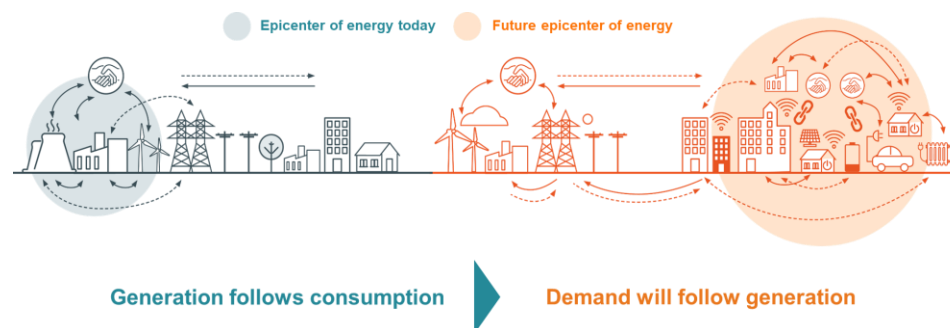 Epicenter of energy today
Future epicenter of energy
Generation follows consumption
Demand will follow generation